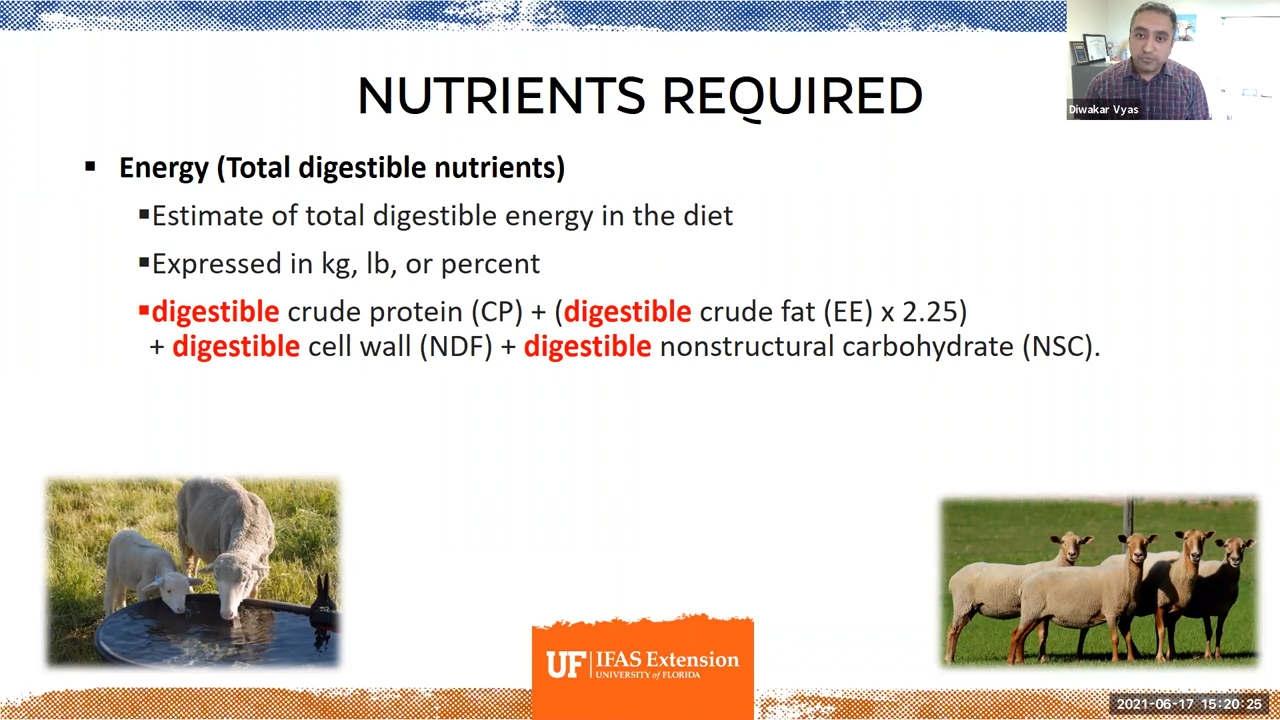 NUTRIENTS REQUIRED
Diwakar Vyas
▪ Energy (Total digestible nutrients)
▪Estimate of total digestible energy in the diet
▪Expressed in kg, lb, or percent
▪digestible crude protein (CP) + (digestible crude fat (EE) x 2.25)
+ digestible cell wall (NDF) + digestible nonstructural carbohydrate (NSC).
UF IFAS Extension
UNIVERSITY of FLORIDA
2021-06-17 15:20:25